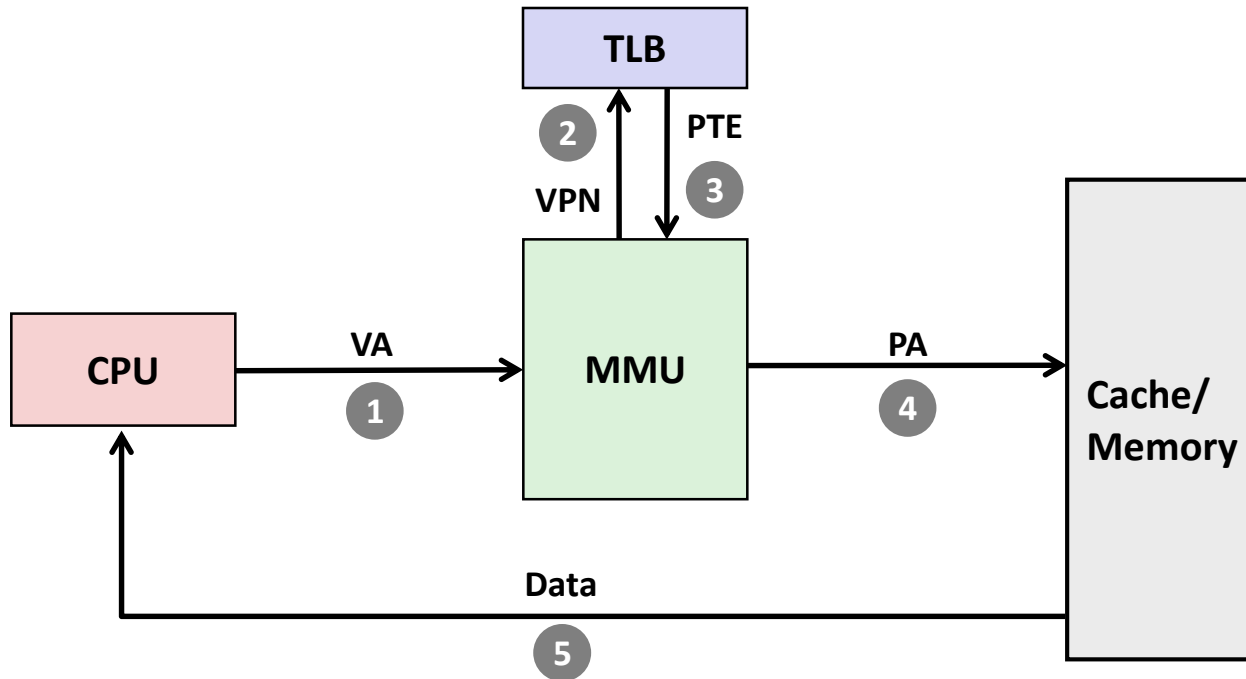 TLB
2
PTE
VPN
3
CPU
VA
1
MMU
PA
4
Cache/
Memory
Data
5